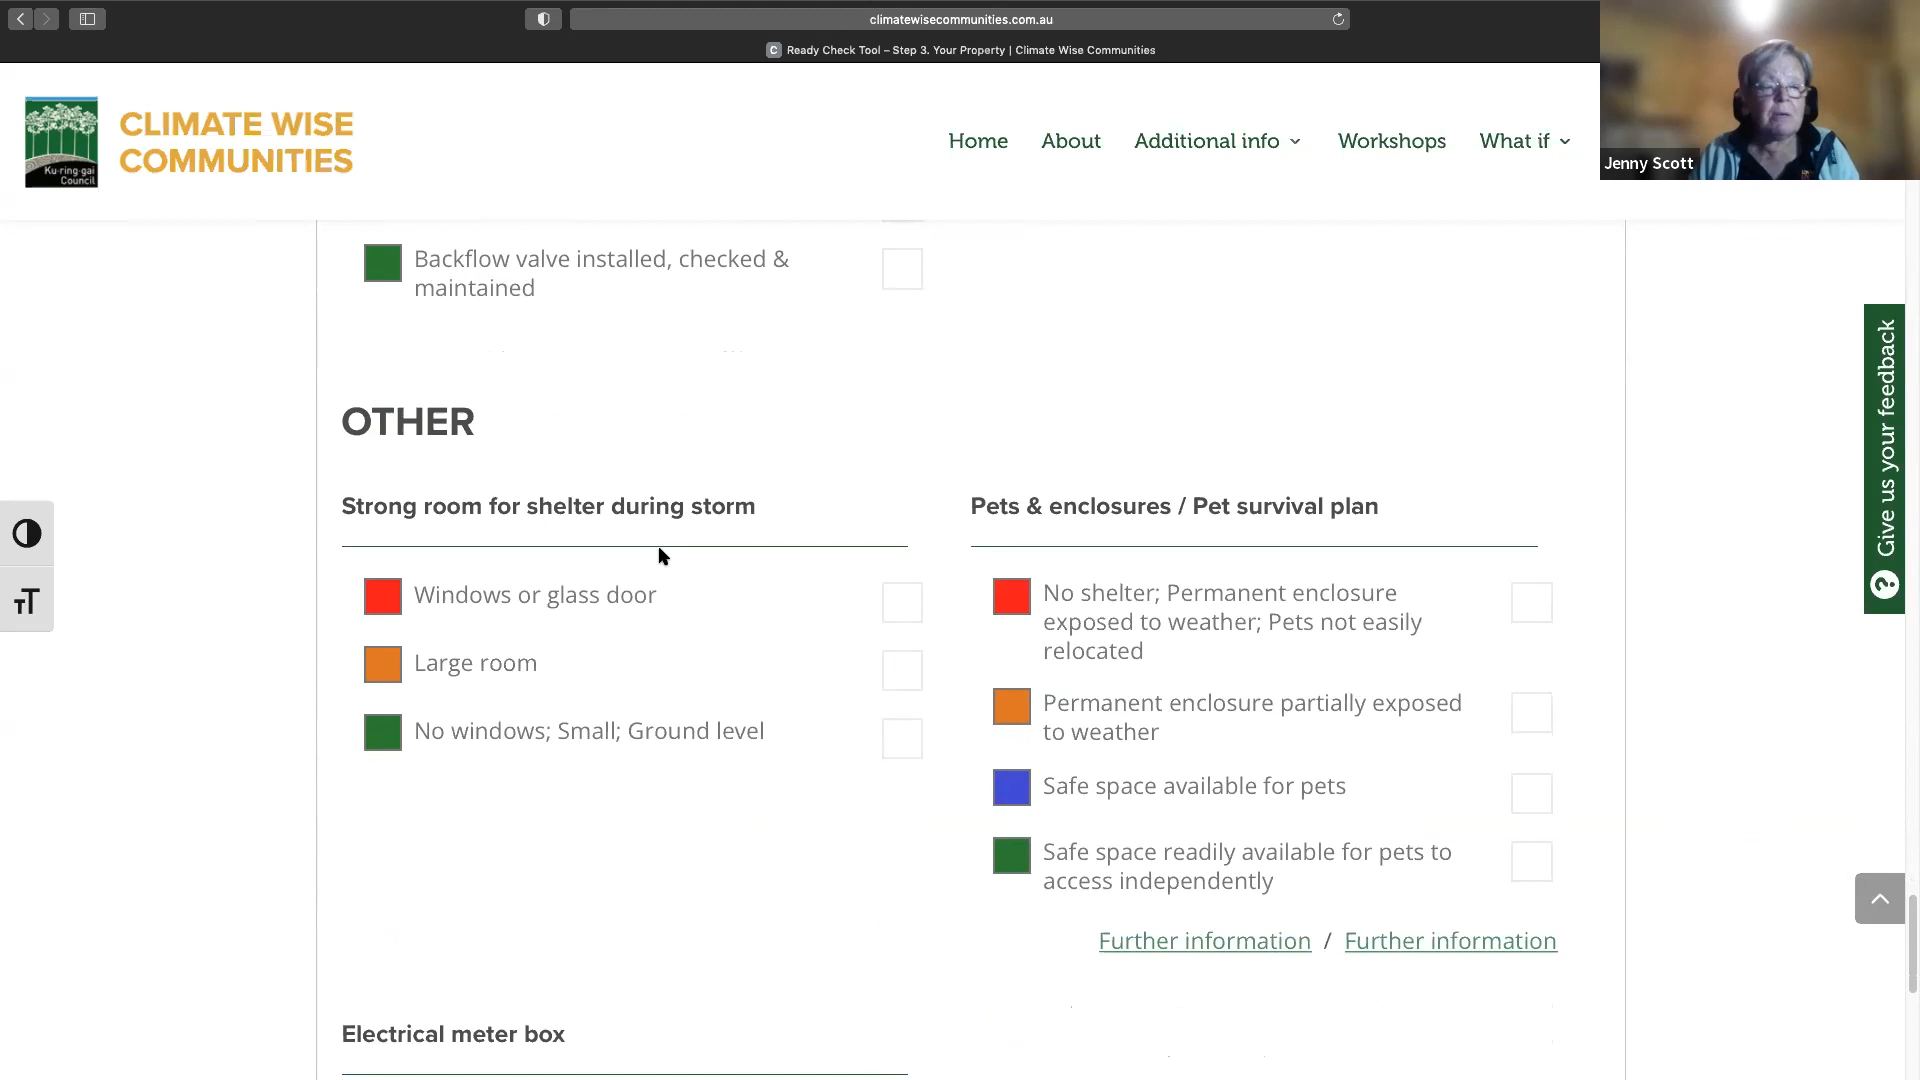 climatewisecommunities.com.au
C Ready Check Tool – Step 3. Your Property | Climate Wise Communities
Ku-ring-gai
Council
CLIMATE WISE
COMMUNITIES
Home About Additional info Workshops What if
Jenny Scott
Backflow valve installed, checked &
maintained
OTHER
Strong room for shelter during storm
Windows or glass door
Large room
No windows; Small; Ground level
Pets & enclosures / Pet survival plan
No shelter; Permanent enclosure
exposed to weather; Pets not easily
relocated
Permanent enclosure partially exposed
to weather
Safe space available for pets
Safe space readily available for pets to
access independently
Further information / Further information
Electrical meter box
TT
Give us your feedback
?